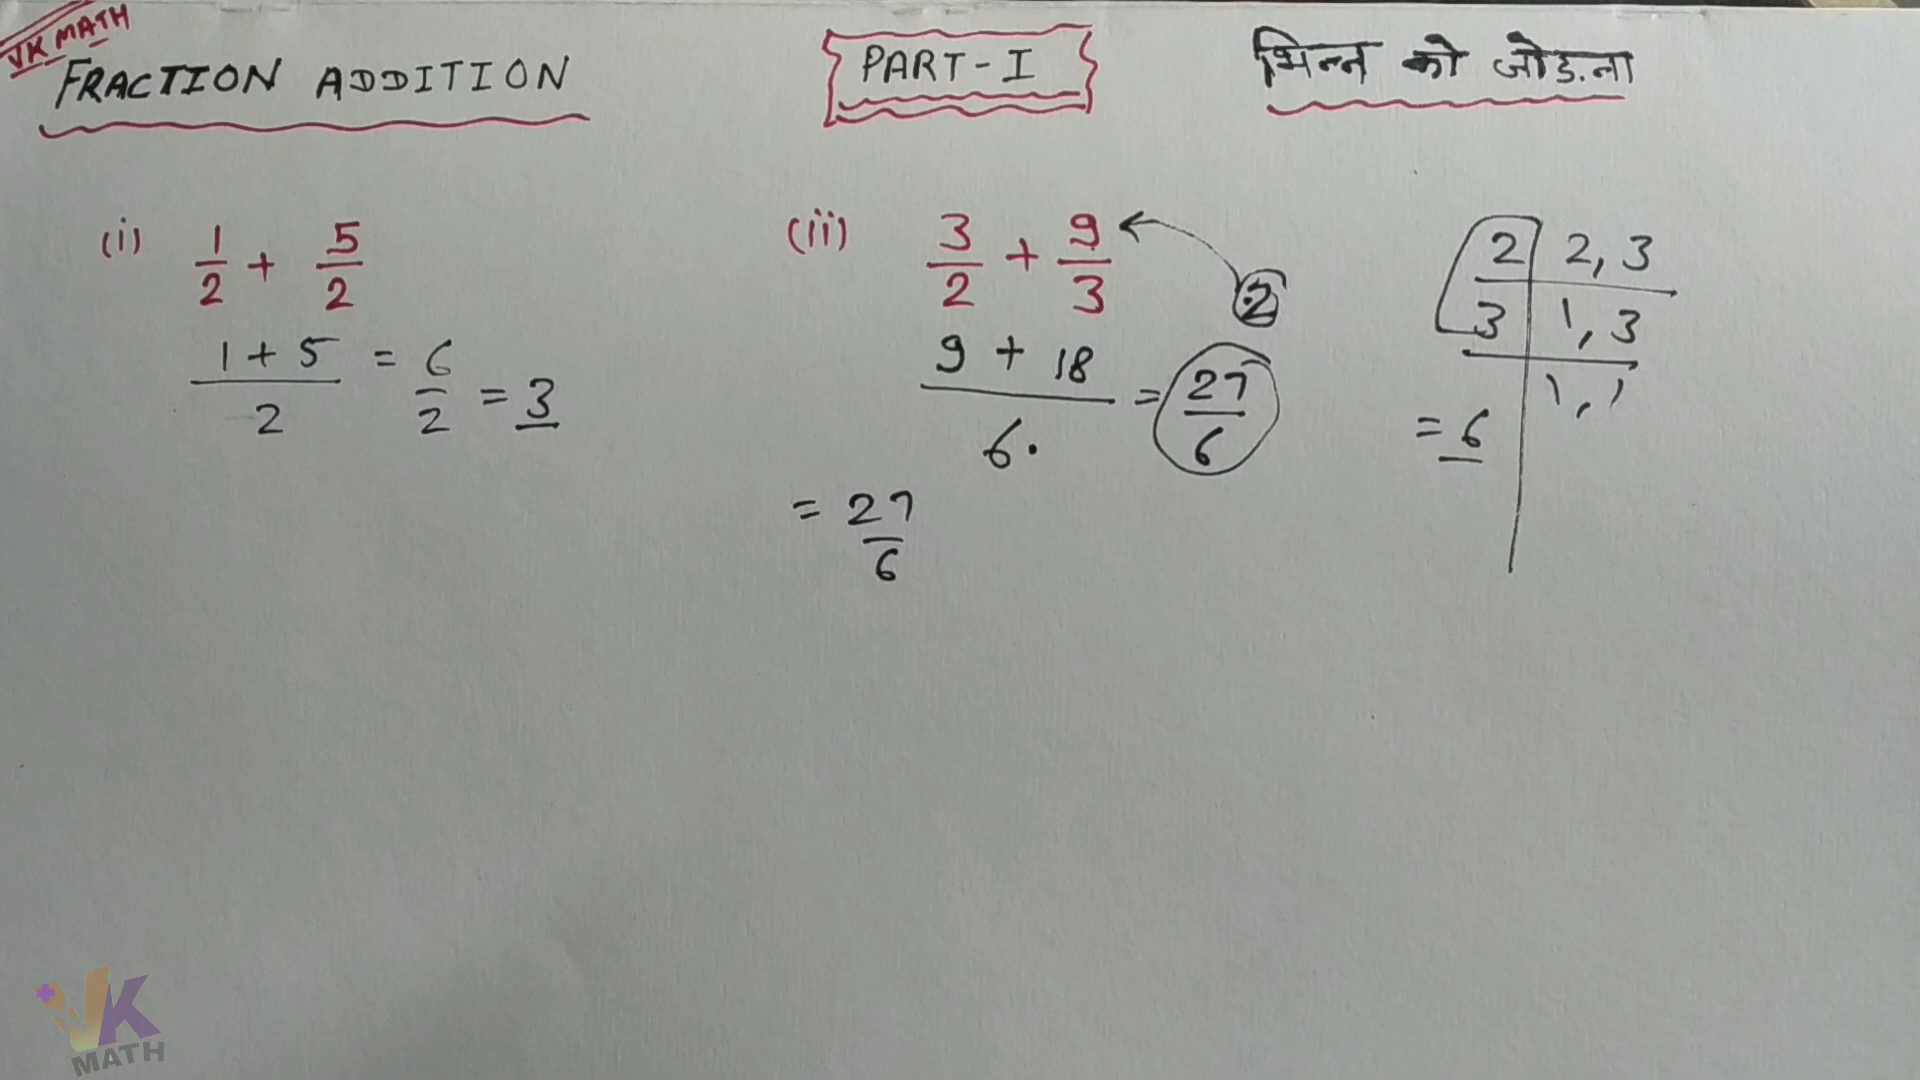 VK MATH
FRACTION ADDITION
PART-I
भिन्न को जोड़ना
(i) 1/2 + 5/2
(1+5)/2 = 6/2 = 3
(ii) 3/2 + 9/3
2
(9 + 18)/6. = 27/6
= 27/6
2 | 2, 3
3 | 1, 3
1, 1
= 6
VK
MATH